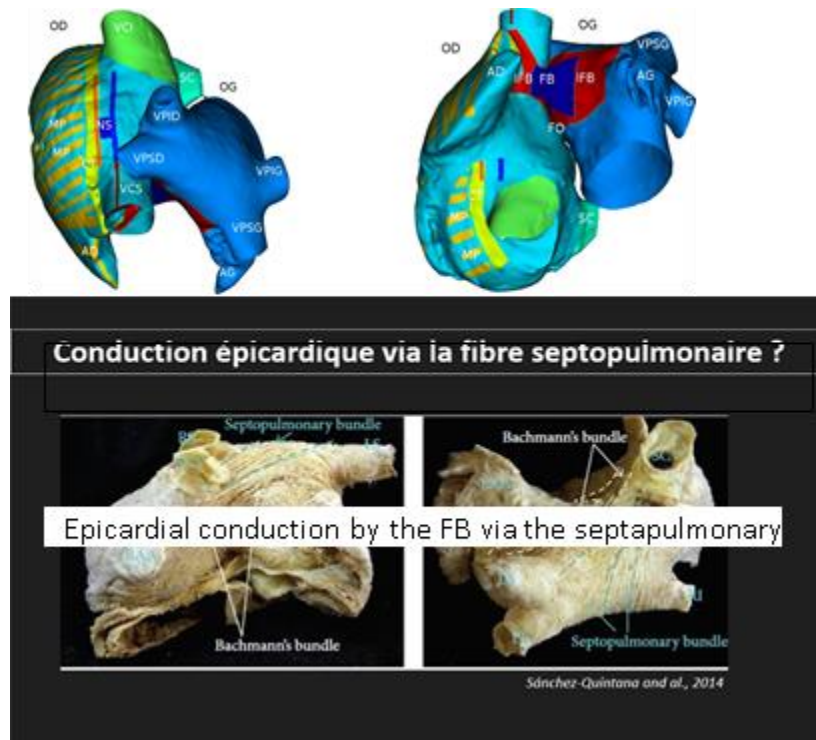 OD
VCI
SC
OG
MP
NS
VPID
MP
VPSD
VPIG
VCS
VPSG
AD
AG
OG
OD
VPSG
AD
FB
IFB
AG
VPIG
FO
SC
MP
MP
Conduction épicardique via la fibre septopulmonaire ?
Septopulmonary bundle
Bachmann's bundle
Epicardial conduction by the FB via the septapulmonary
Bachmann's bundle
Septopulmonary bundle
Sánchez-Quintana and al., 2014